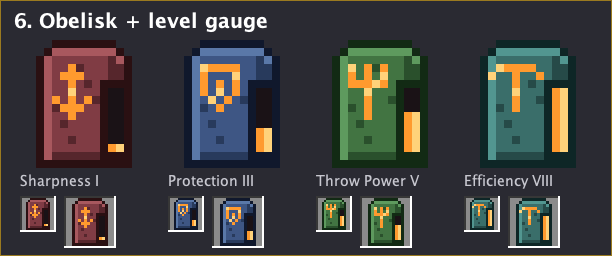 6. Obelisk + level gauge
Sharpness I
Protection III
Throw Power V
Efficiency VIII